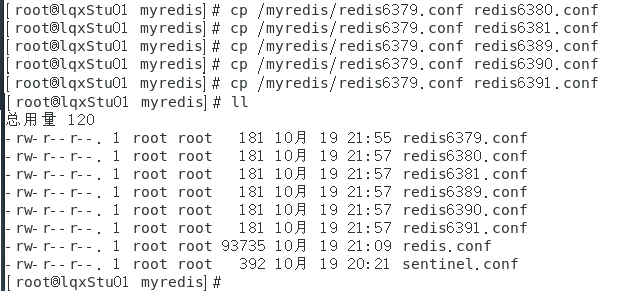 [root@lqxStu01 myredis]# cp /myredis/redis6379.conf redis6380.conf
[root@lqxStu01 myredis]# cp /myredis/redis6379.conf redis6381.conf
[root@lqxStu01 myredis]# cp /myredis/redis6379.conf redis6389.conf
[root@lqxStu01 myredis]# cp /myredis/redis6379.conf redis6390.conf
[root@lqxStu01 myredis]# cp /myredis/redis6379.conf redis6391.conf
[root@lqxStu01 myredis]# ll
总用量 120
-rw-r--r--. 1 root root   181 10月 19 21:55 redis6379.conf
-rw-r--r--. 1 root root   181 10月 19 21:57 redis6380.conf
-rw-r--r--. 1 root root   181 10月 19 21:57 redis6381.conf
-rw-r--r--. 1 root root   181 10月 19 21:57 redis6389.conf
-rw-r--r--. 1 root root   181 10月 19 21:57 redis6390.conf
-rw-r--r--. 1 root root   181 10月 19 21:57 redis6391.conf
-rw-r--r--. 1 root root 93735 10月 19 21:09 redis.conf
-rw-r--r--. 1 root root   392 10月 19 20:21 sentinel.conf
[root@lqxStu01 myredis]#